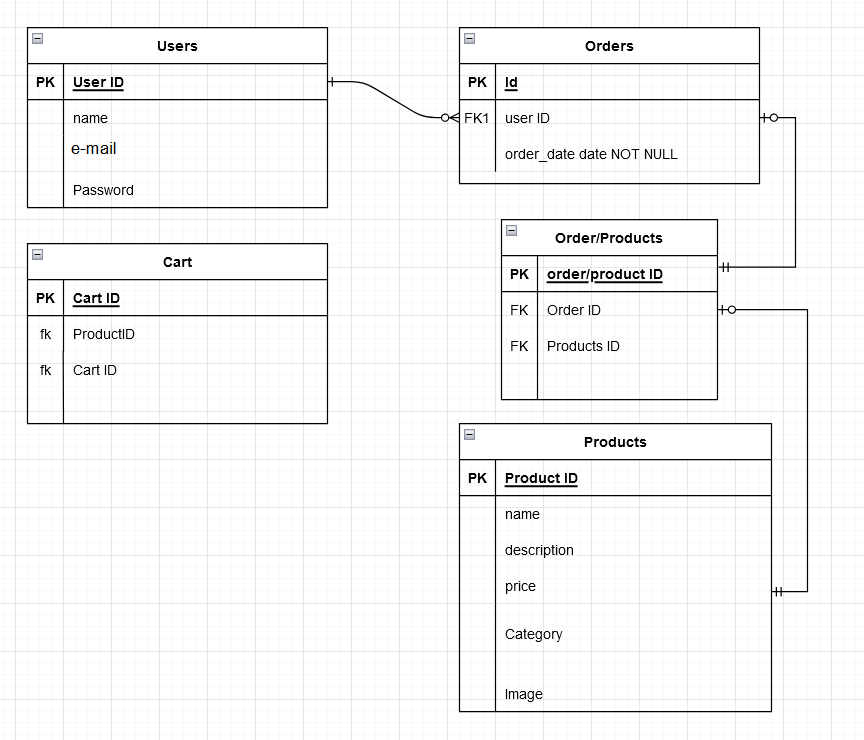 Users
PK User ID
name
e-mail
Password
Orders
PK Id
FK1 user ID
order_date date NOT NULL
Cart
PK Cart ID
fk ProductID
fk Cart ID
Order/Products
PK order/product ID
FK Order ID
FK Products ID
Products
PK Product ID
name
description
price
Category
Image